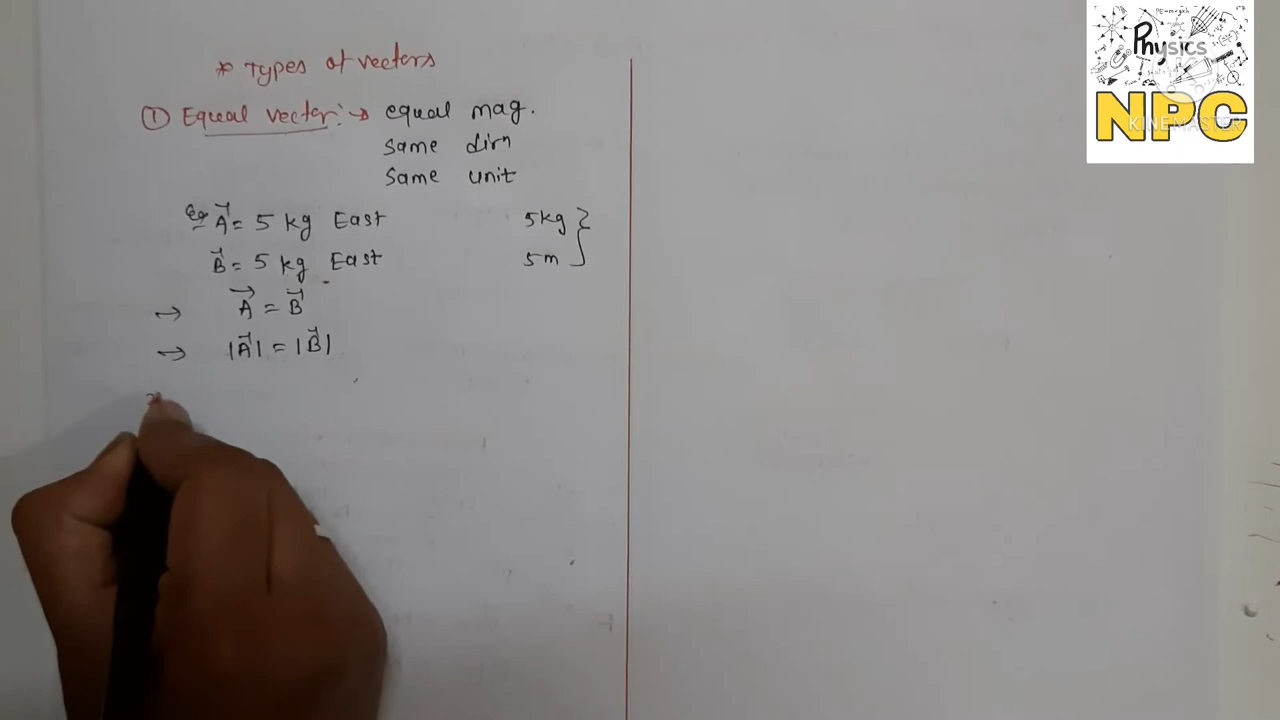 * Types of vectors
① Equal vector :→ equal mag.
same dirn
same unit
Eg A⃗ = 5 kg East
B⃗ = 5 kg East
5kg }
5m
→ A⃗ = B⃗
→ |A⃗| = |B⃗|
Physics
NPC
KINEMASTER